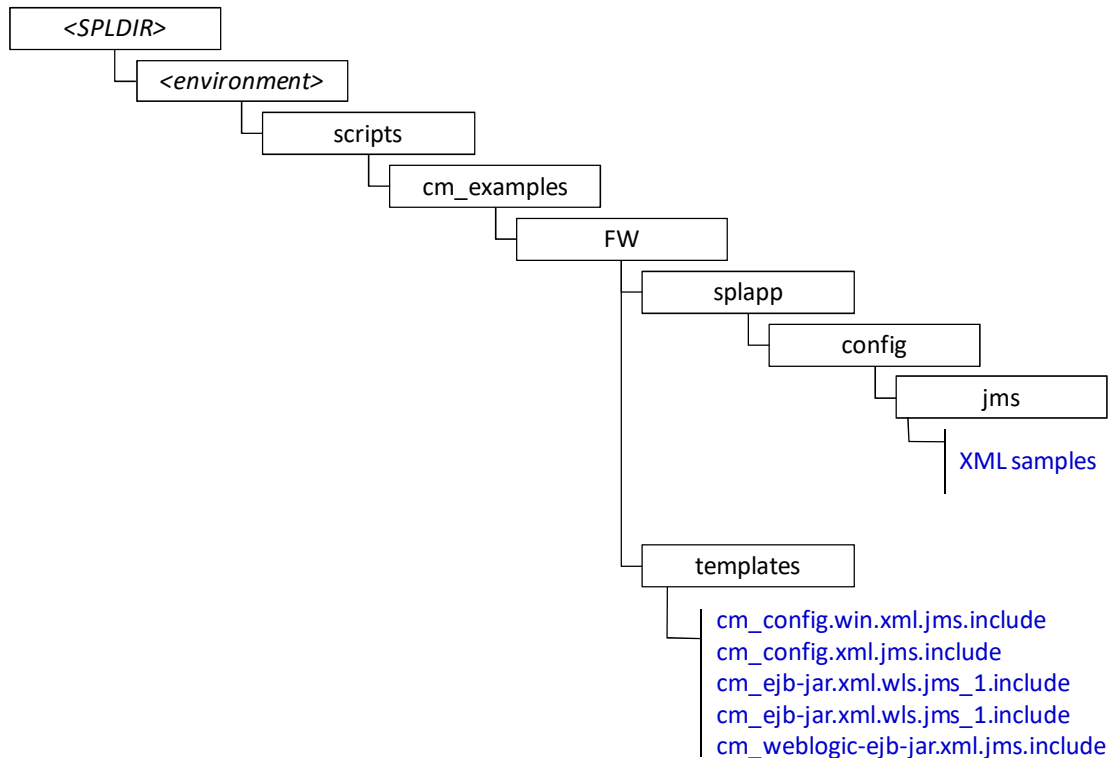 <SPLDIR>
<environment>
scripts
cm_examples
FW
splapp
config
jms
XML samples
templates
cm_config.win.xml.jms.include
cm_config.xml.jms.include
cm_ejb-jar.xml.wls.jms_1.include
cm_ejb-jar.xml.wls.jms_1.include
cm_weblogic-ejb-jar.xml.jms.include